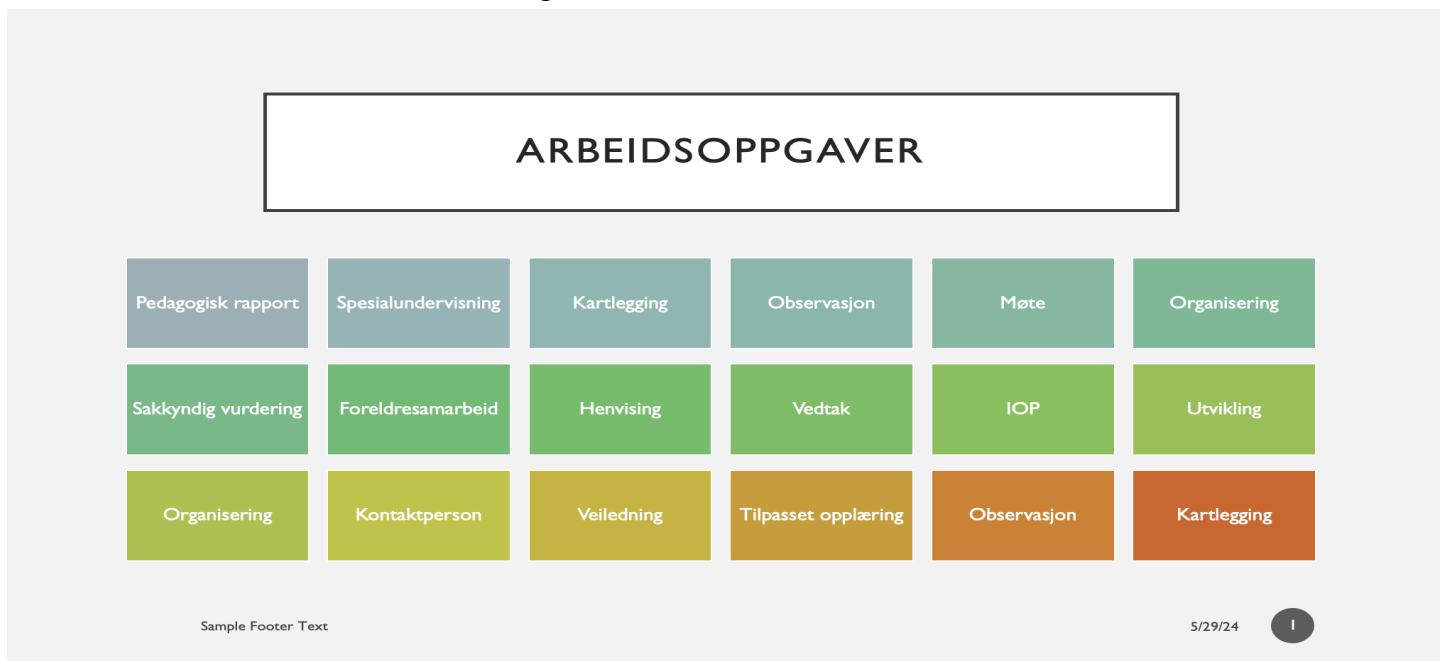 ARBEIDSOPPGAVER
Pedagogisk rapport
Spesialundervisning
Kartlegging
Observasjon
Møte
Organisering
Sakkyndig vurdering
Foreldresamarbeid
Henvising
Vedtak
IOP
Utvikling
Organisering
Kontaktperson
Veiledning
Tilpasset opplæring
Observasjon
Kartlegging
Sample Footer Text
5/29/24
1